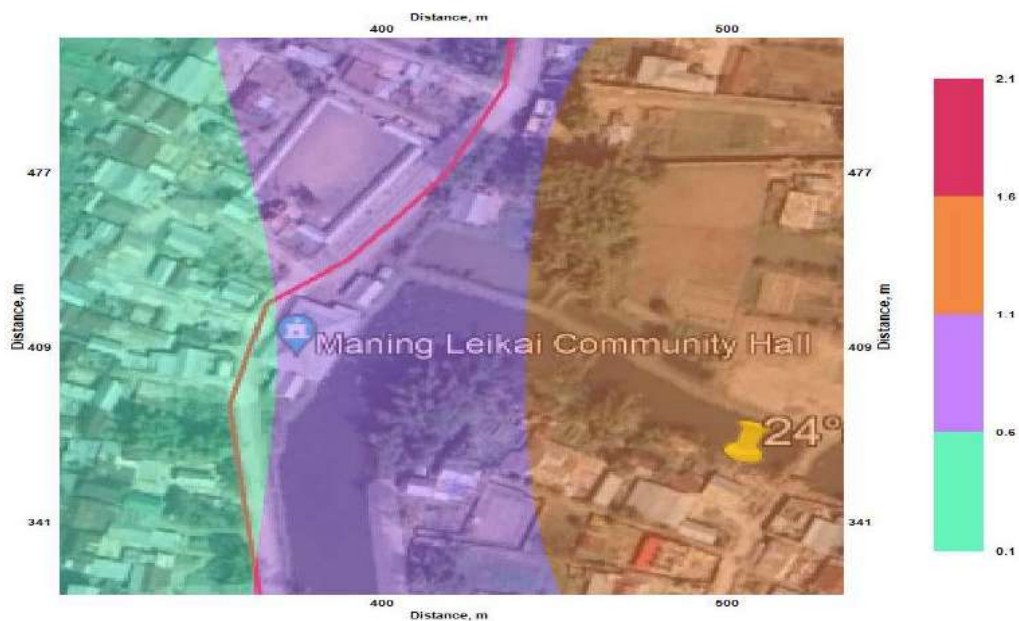 Distance, m
400 500
2.1
477 477
1.6
1.1
Distance, m Distance, m
Maning Leikai Community Hall
409 409
0.6
24°
341 341
0.1
400 500
Distance, m